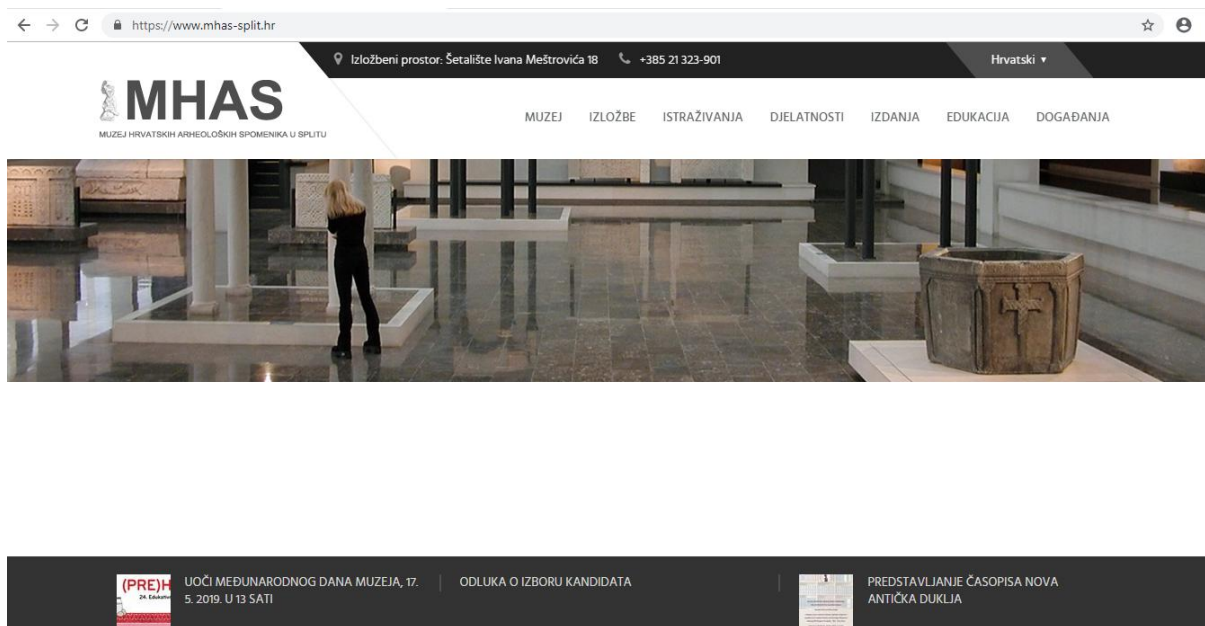 https://www.mhas-split.hr
Izložbeni prostor: Šetalište Ivana Meštrovića 18 +385 21 323-901 Hrvatski
MHAS
MUZEJ HRVATSKIH ARHEOLOŠKIH SPOMENIKA U SPLITU
MUZEJ IZLOŽBE ISTRAŽIVANJA DJELATNOSTI IZDANJA EDUKACIJA DOGAĐANJA
(PRE)H
UOČI MEĐUNARODNOG DANA MUZEJA, 17.
5. 2019. U 13 SATI
ODLUKA O IZBORU KANDIDATA
PREDSTAVLJANJE ČASOPISA NOVA
ANTIČKA DUKLJA